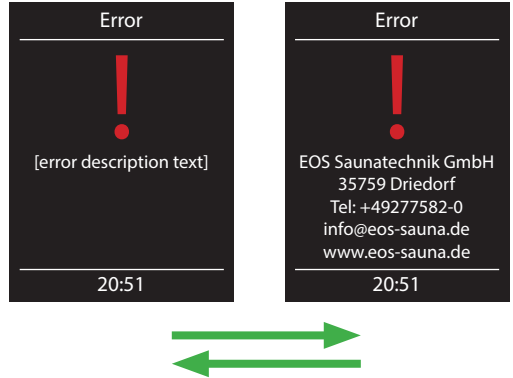 Error
[error description text]
20:51
Error
EOS Saunatechnik GmbH
35759 Driedorf
Tel: +49277582-0
info@eos-sauna.de
www.eos-sauna.de
20:51